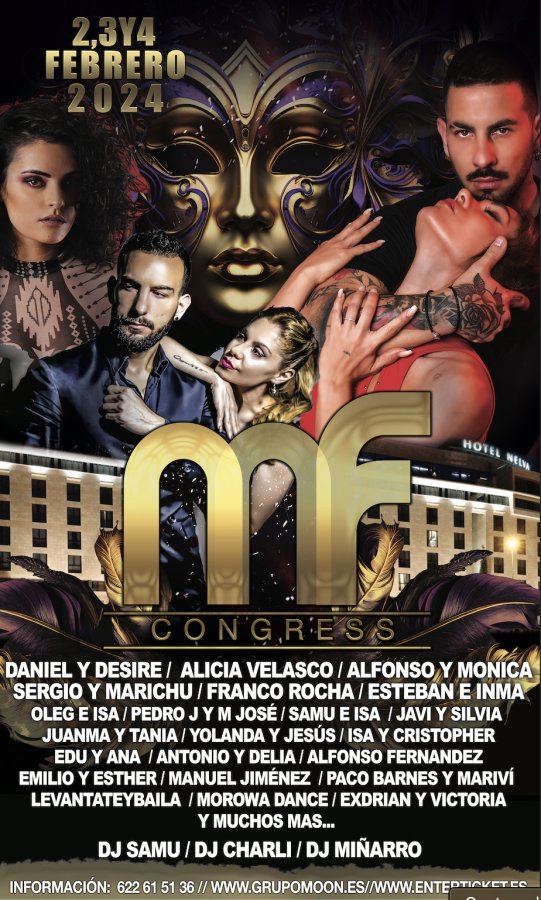 2,3Y4
FEBRERO
2024
HOTEL NELVA
MF
CONGRESS
DANIEL Y DESIRE / ALICIA VELASCO / ALFONSO Y MONICA
SERGIO Y MARICHU / FRANCO ROCHA / ESTEBAN E INMA
OLEG E ISA / PEDRO J Y M JOSÉ / SAMU E ISA / JAVI Y SILVIA
JUANMA Y TANIA / YOLANDA Y JESÚS / ISA Y CRISTOPHER
EDU Y ANA / ANTONIO Y DELIA / ALFONSO FERNANDEZ
EMILIO Y ESTHER / MANUEL JIMÉNEZ / PACO BARNES Y MARIVÍ
LEVANTATEYBAILA / MOROWA DANCE / EXDRIAN Y VICTORIA
Y MUCHOS MAS...
DJ SAMU / DJ CHARLI / DJ MIÑARRO
INFORMACIÓN: 622 61 51 36 // WWW.GRUPOMOON.ES//WWW.ENTERTICKET.ES